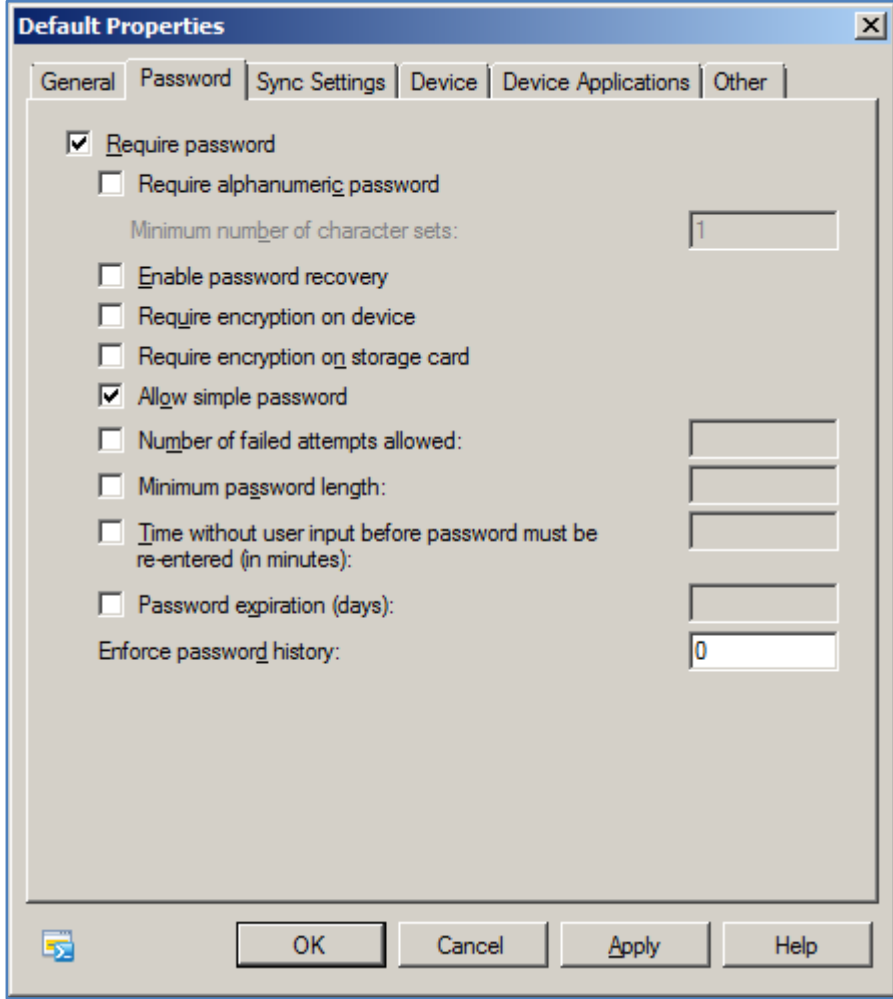 Default Properties
General Password Sync Settings Device Device Applications Other
Require password
Require alphanumeric password
Minimum number of character sets: 1
Enable password recovery
Require encryption on device
Require encryption on storage card
Allow simple password
Number of failed attempts allowed:
Minimum password length:
Time without user input before password must be
re-entered (in minutes):
Password expiration (days):
Enforce password history: 0
OK Cancel Apply Help